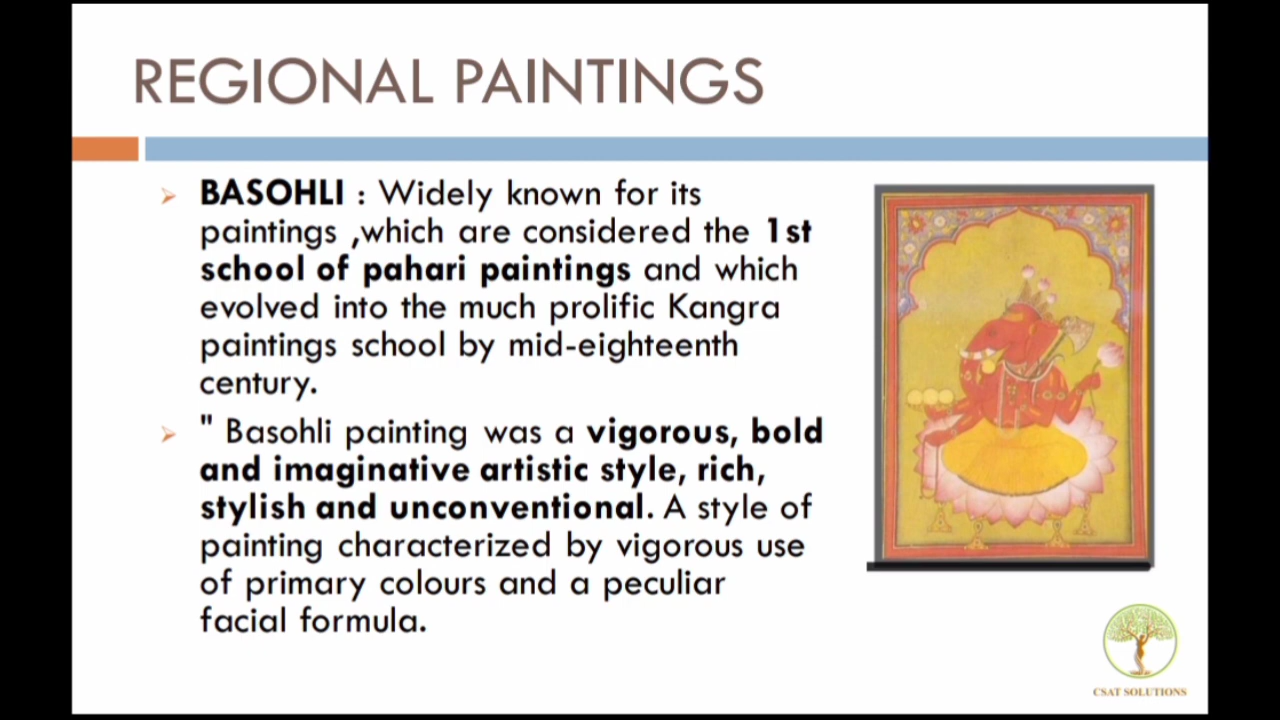 REGIONAL PAINTINGS
BASOHLI : Widely known for its
paintings ,which are considered the 1st
school of pahari paintings and which
evolved into the much prolific Kangra
paintings school by mid-eighteenth
century.
" Basohli painting was a vigorous, bold
and imaginative artistic style, rich,
stylish and unconventional. A style of
painting characterized by vigorous use
of primary colours and a peculiar
facial formula.
CSAT SOLUTIONS